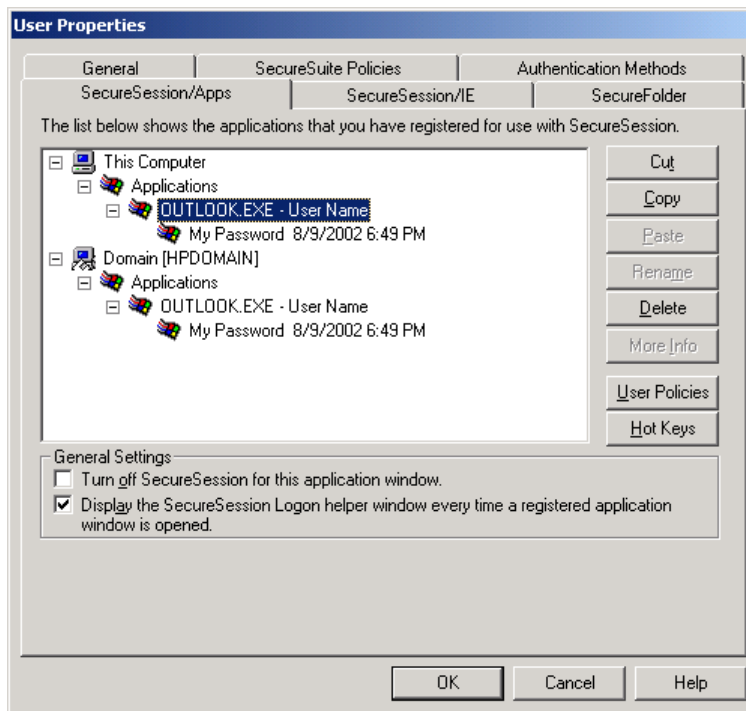 User Properties
General SecureSuite Policies Authentication Methods
SecureSession/Apps SecureSession/IE SecureFolder
The list below shows the applications that you have registered for use with SecureSession.
This Computer
Applications
OUTLOOK.EXE - User Name
My Password 8/9/2002 6:49 PM
Domain [HPDOMAIN]
Applications
OUTLOOK.EXE - User Name
My Password 8/9/2002 6:49 PM
Cut
Copy
Paste
Rename
Delete
More Info
User Policies
Hot Keys
General Settings
Turn off SecureSession for this application window.
Display the SecureSession Logon helper window every time a registered application
window is opened.
OK Cancel Help